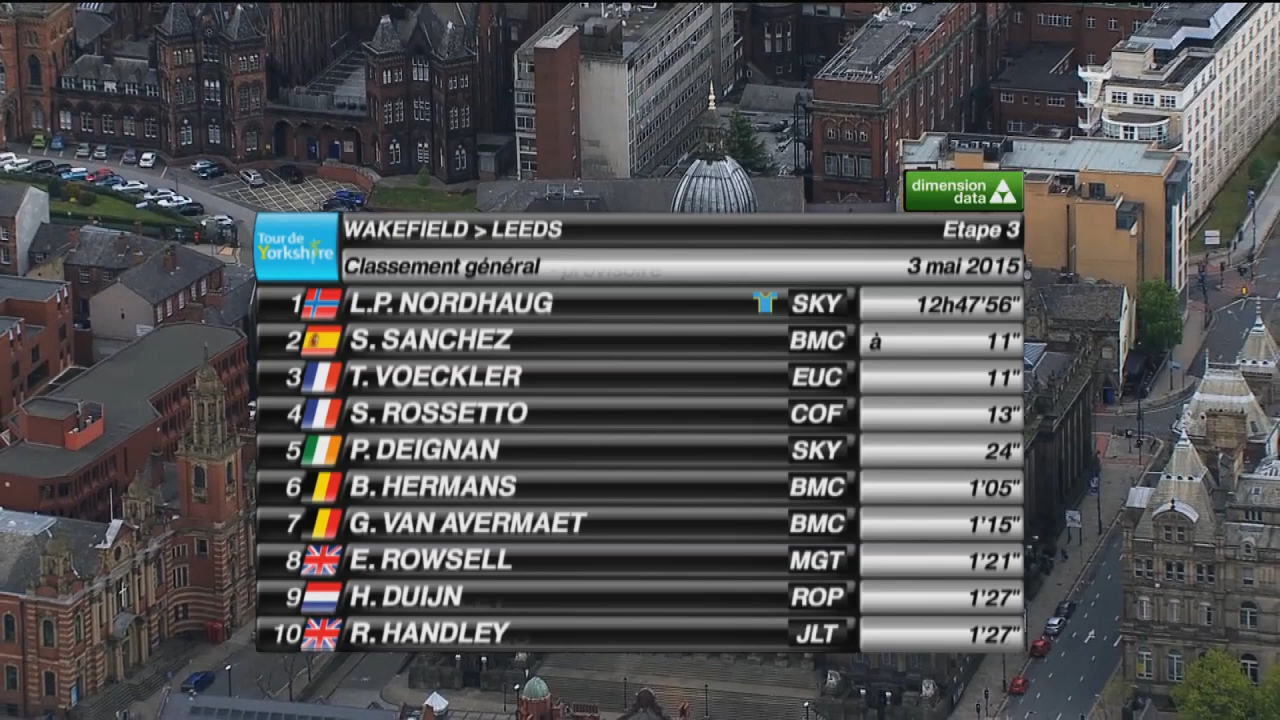 dimension
data
Tour de
Yorkshire
WAKEFIELD > LEEDS Etape 3
Classement général - provisoire 3 mai 2015
1 L.P. NORDHAUG SKY 12h47'56"
2 S. SANCHEZ BMC à 11"
3 T. VOECKLER EUC 11"
4 S. ROSSETTO COF 13"
5 P. DEIGNAN SKY 24"
6 B. HERMANS BMC 1'05"
7 G. VAN AVERMAET BMC 1'15"
8 E. ROWSELL MGT 1'21"
9 H. DUIJN ROP 1'27"
10 R. HANDLEY JLT 1'27"